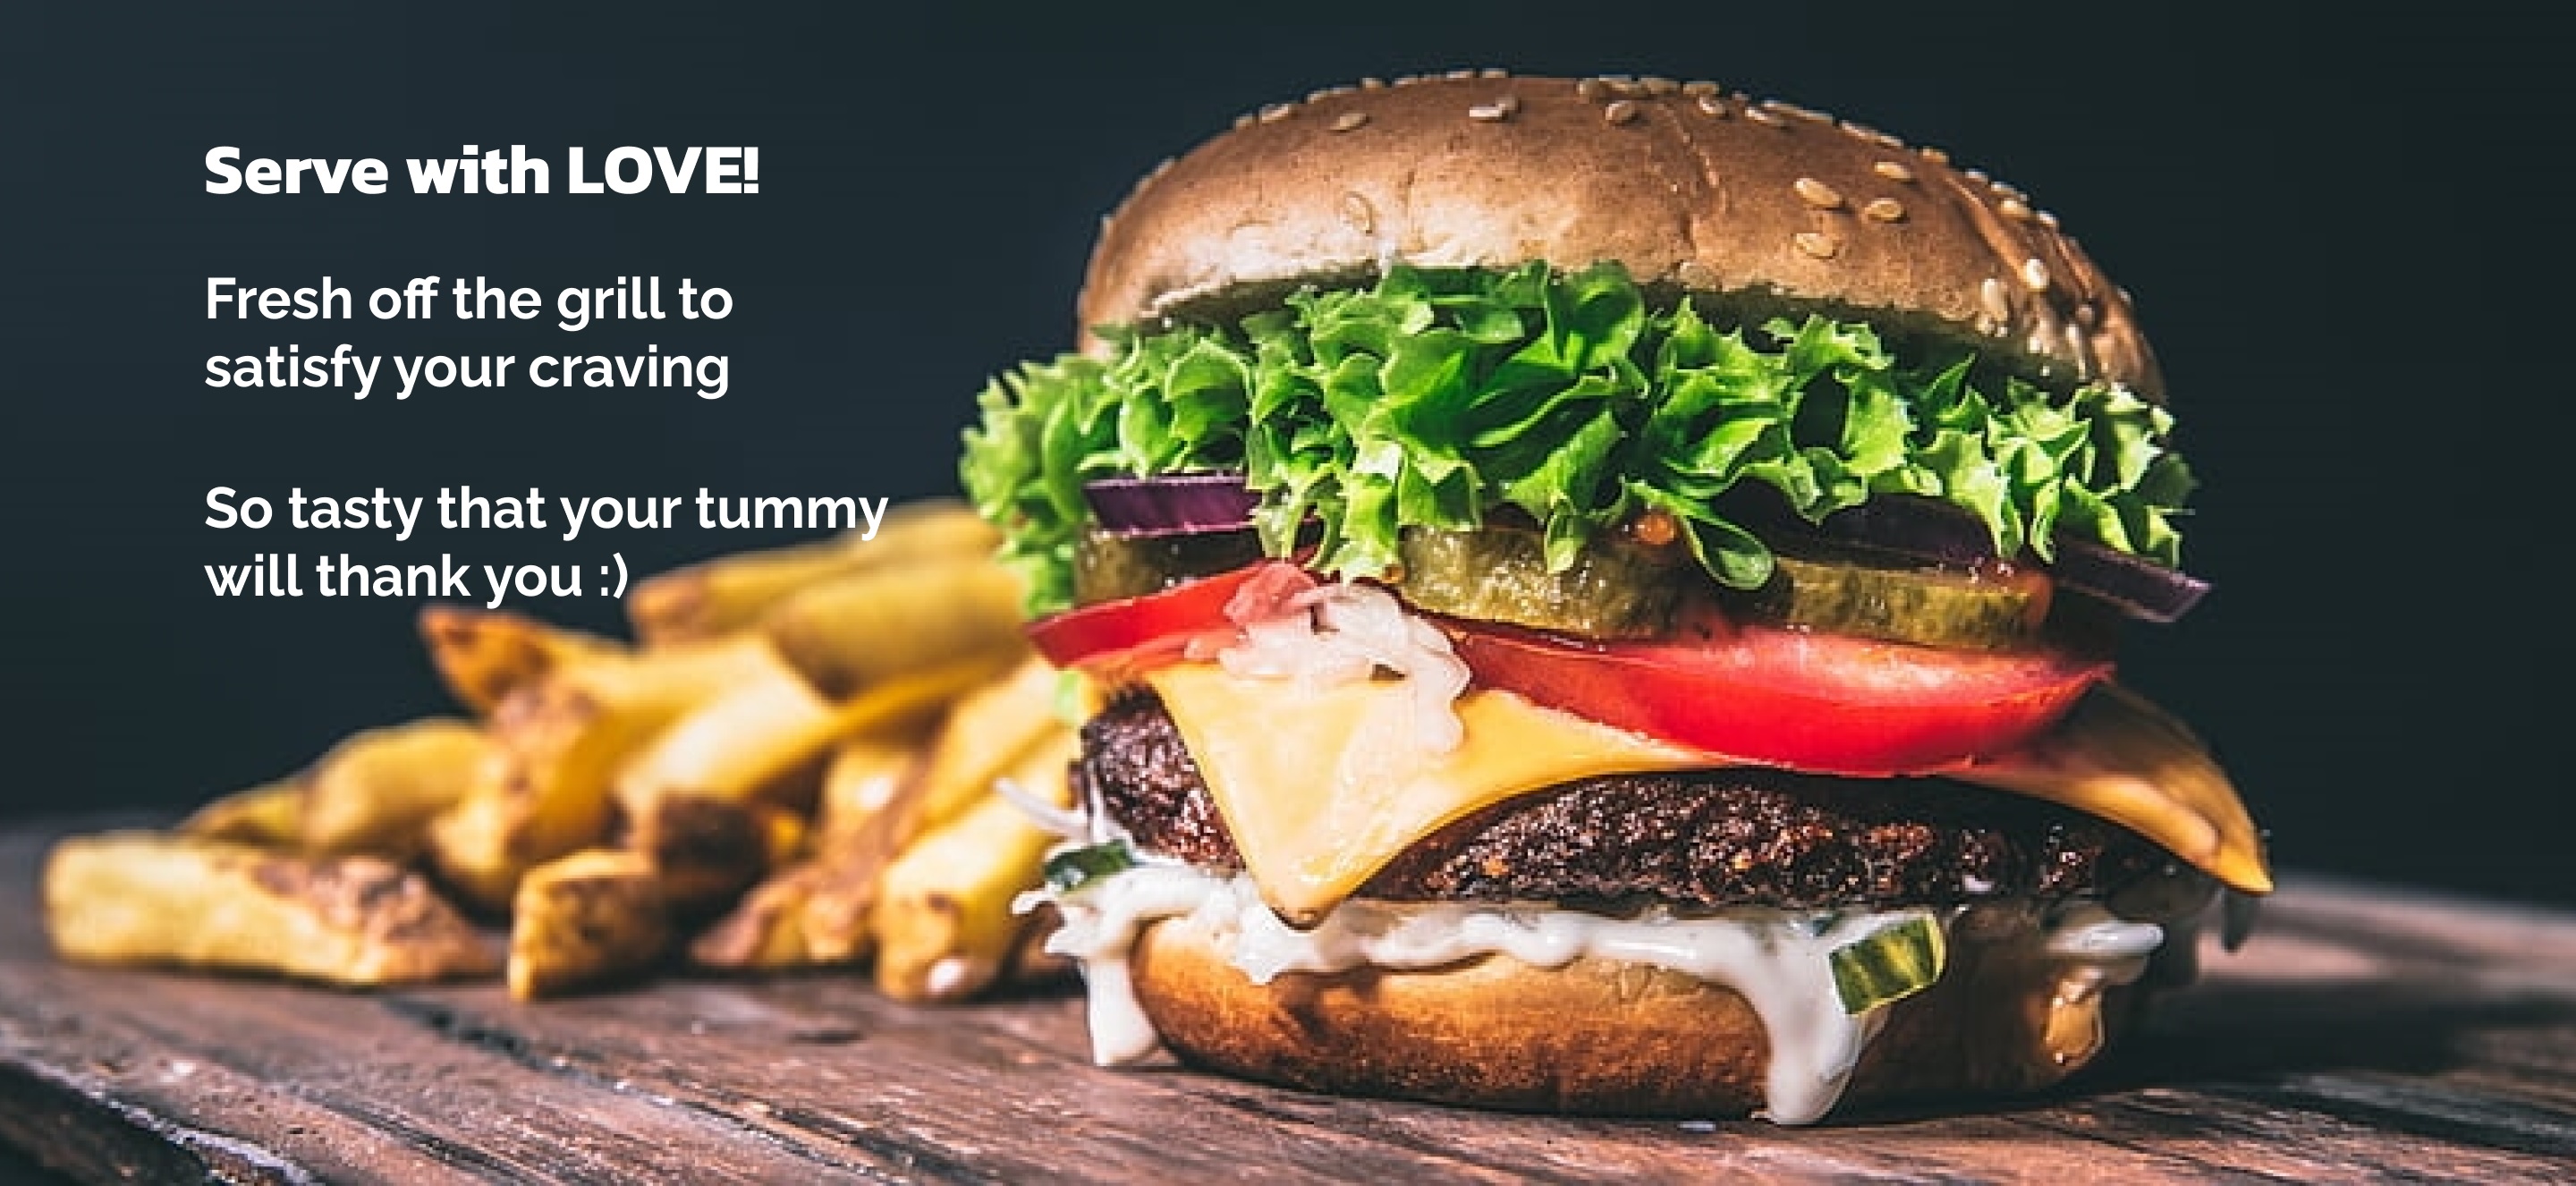 Serve with LOVE!
Fresh off the grill to
satisfy your craving
So tasty that your tummy
will thank you :)